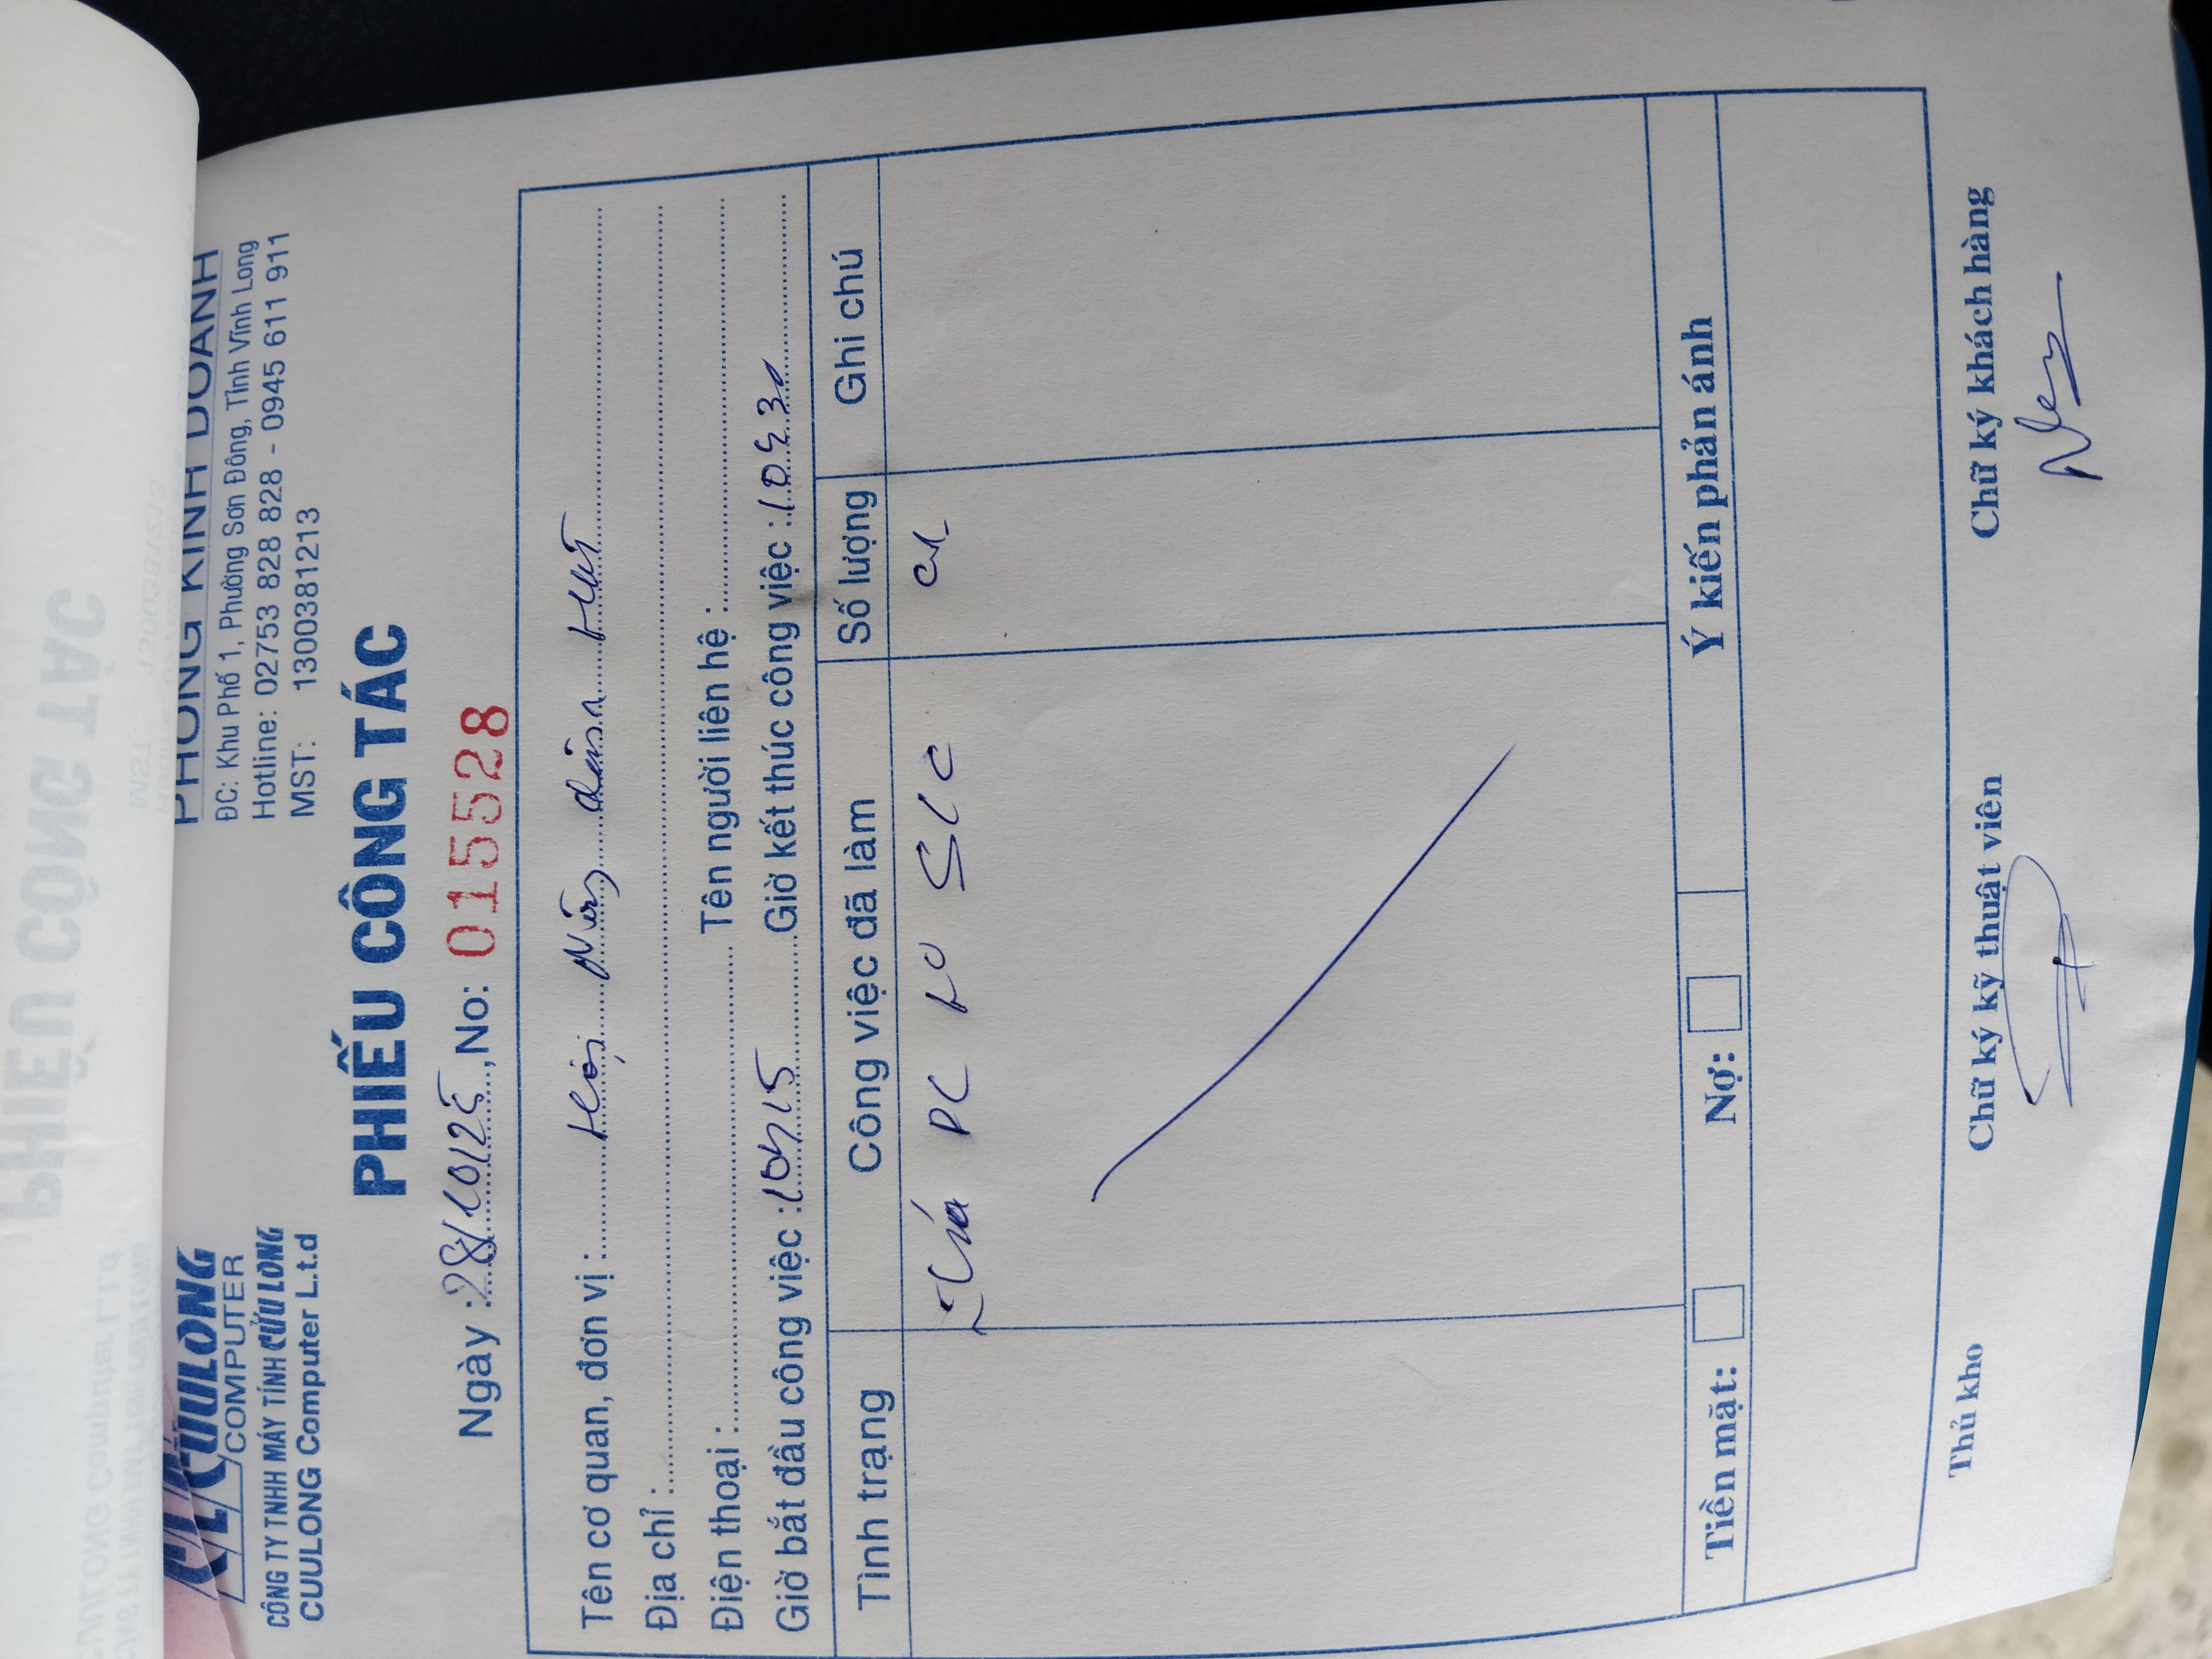 CUULONG
COMPUTER
CÔNG TY TNHH MÁY TÍNH CỬU LONG
CUULONG Computer L.t.d
PHÒNG KINH DOANH
ĐC: Khu Phố 1, Phường Sơn Đông, Tỉnh Vĩnh Long
Hotline: 02753 828 828 - 0945 611 911
MST: 1300381213
PHIẾU CÔNG TÁC
Ngày : 28/10/25, No: 015528
Tên cơ quan, đơn vị : Hội Nông dân
Địa chỉ :
Điện thoại : Tên người liên hệ :
Giờ bắt đầu công việc : 10h15 Giờ kết thúc công việc : 10h30
Tình trạng Công việc đã làm Số lượng Ghi chú
PC
Tiền mặt: Nợ: Ý kiến phản ánh
Thủ kho Chữ ký kỹ thuật viên Chữ ký khách hàng